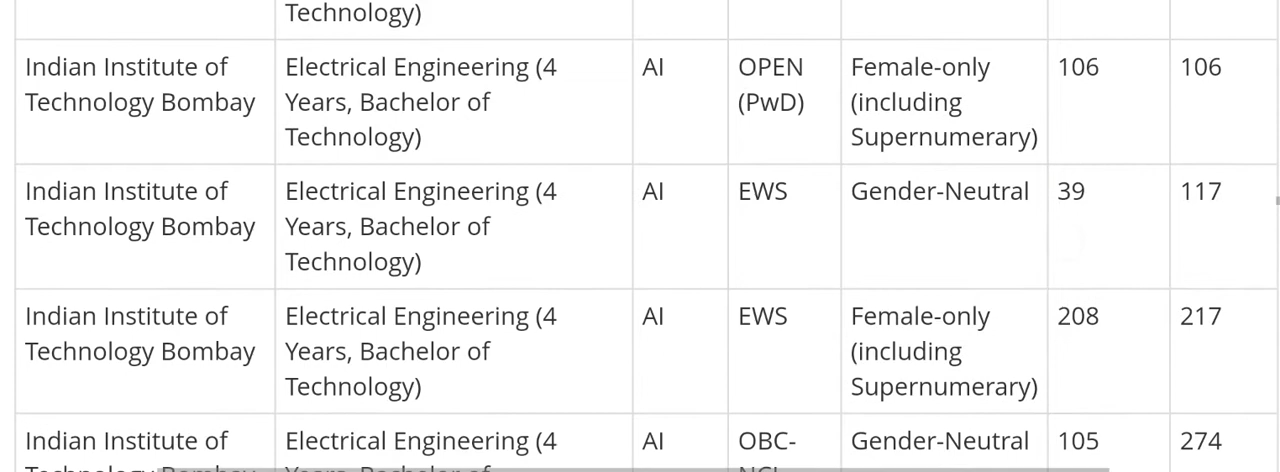 Technology)
Indian Institute of Technology Bombay Electrical Engineering (4 Years, Bachelor of Technology) AI OPEN (PwD) Female-only (including Supernumerary) 106 106
Indian Institute of Technology Bombay Electrical Engineering (4 Years, Bachelor of Technology) AI EWS Gender-Neutral 39 117
Indian Institute of Technology Bombay Electrical Engineering (4 Years, Bachelor of Technology) AI EWS Female-only (including Supernumerary) 208 217
Indian Institute of Electrical Engineering (4 AI OBC- Gender-Neutral 105 274